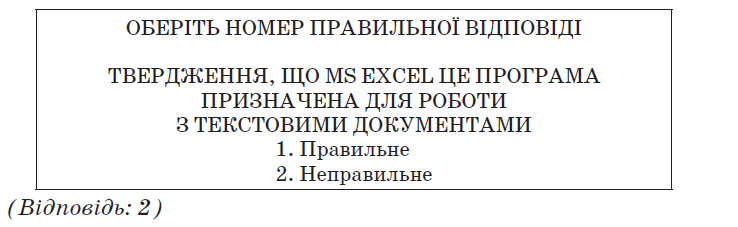 ОБЕРІТЬ НОМЕР ПРАВИЛЬНОЇ ВІДПОВІДІ
ТВЕРДЖЕННЯ, ЩО MS EXCEL ЦЕ ПРОГРАМА
ПРИЗНАЧЕНА ДЛЯ РОБОТИ
З ТЕКСТОВИМИ ДОКУМЕНТАМИ
1. Правильне
2. Неправильне
(Відповідь: 2)